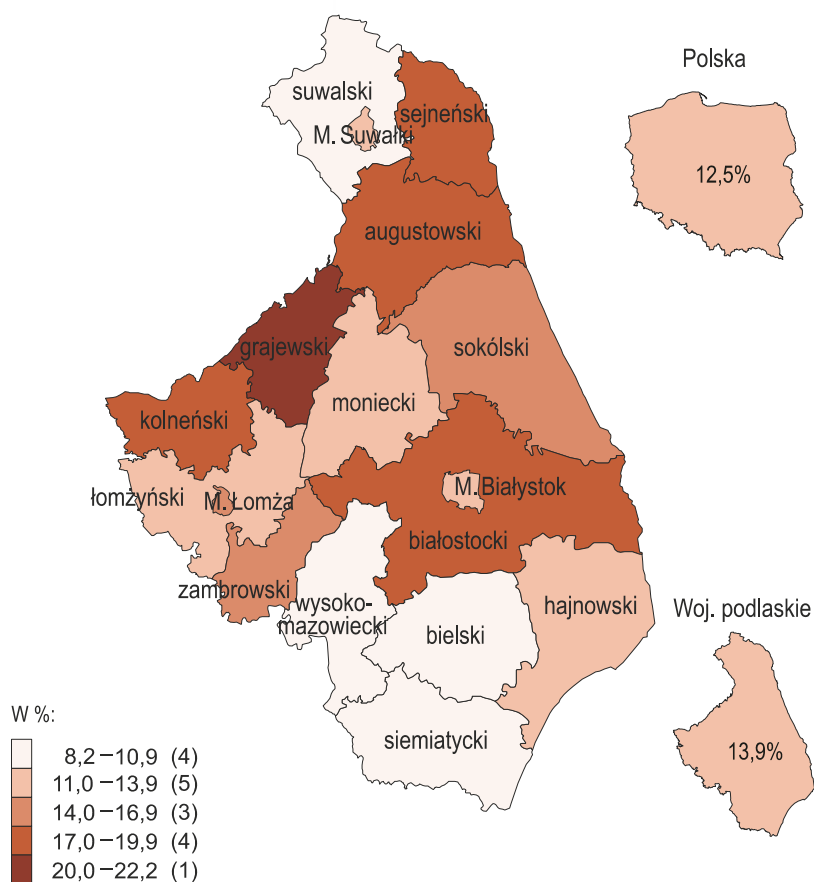 Polska
suwalski
sejneński
M. Suwałki
12,5%
augustowski
grajewski
sokólski
moniecki
kolneński
łomżyński
M. Łomża
M. Białystok
białostocki
zambrowski
wysoko-
mazowiecki
hajnowski
bielski
Woj. podlaskie
siemiatycki
13,9%
W %:
8,2–10,9 (4)
11,0–13,9 (5)
14,0–16,9 (3)
17,0–19,9 (4)
20,0–22,2 (1)